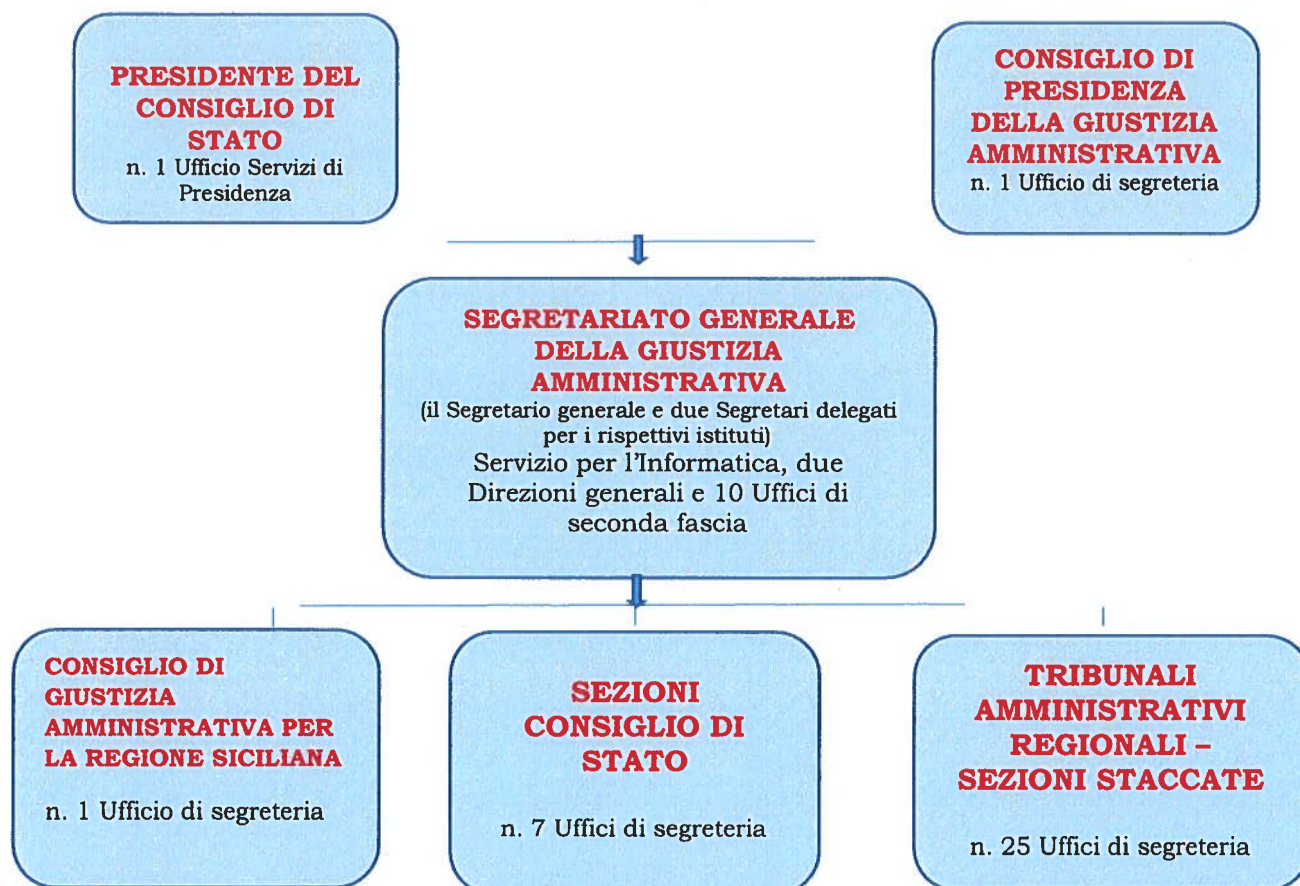 PRESIDENTE DEL
CONSIGLIO DI
STATO
n. 1 Ufficio Servizi di
Presidenza
CONSIGLIO DI
PRESIDENZA
DELLA GIUSTIZIA
AMMINISTRATIVA
n. 1 Ufficio di segreteria
SEGRETARIATO GENERALE
DELLA GIUSTIZIA
AMMINISTRATIVA
(il Segretario generale e due Segretari delegati
per i rispettivi istituti)
Servizio per l'Informatica, due
Direzioni generali e 10 Uffici di
seconda fascia
CONSIGLIO DI
GIUSTIZIA
AMMINISTRATIVA PER
LA REGIONE SICILIANA
n. 1 Ufficio di segreteria
SEZIONI
CONSIGLIO DI
STATO
n. 7 Uffici di segreteria
TRIBUNALI
AMMINISTRATIVI
REGIONALI –
SEZIONI STACCATE
n. 25 Uffici di segreteria